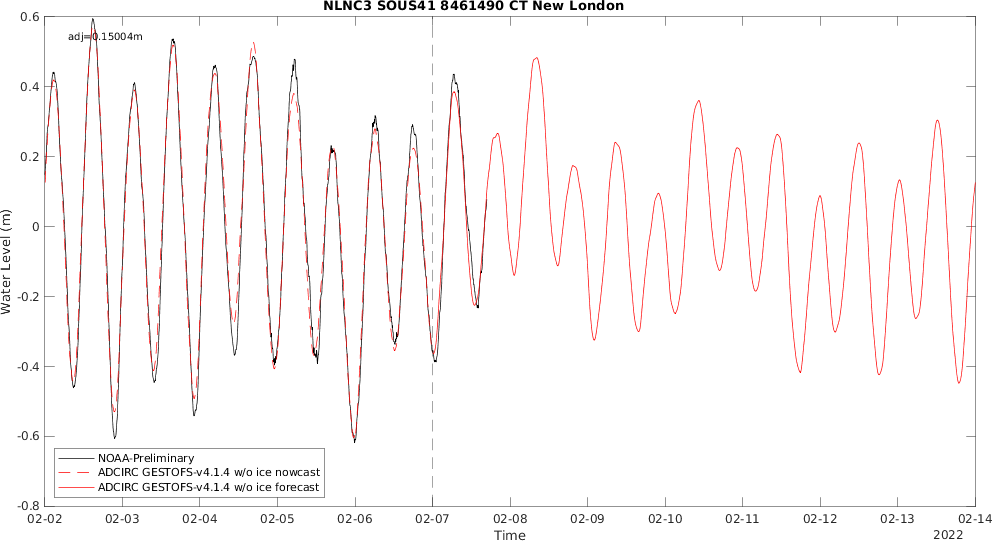 NLNC3 SOUS41 8461490 CT New London
adj=0.15004m
0.6
0.4
0.2
0
-0.2
-0.4
-0.6
-0.8
Water Level (m)
NOAA-Preliminary
ADCIRC GESTOFS-v4.1.4 w/o ice nowcast
ADCIRC GESTOFS-v4.1.4 w/o ice forecast
02-02 02-03 02-04 02-05 02-06 02-07 02-08 02-09 02-10 02-11 02-12 02-13 02-14
Time
2022